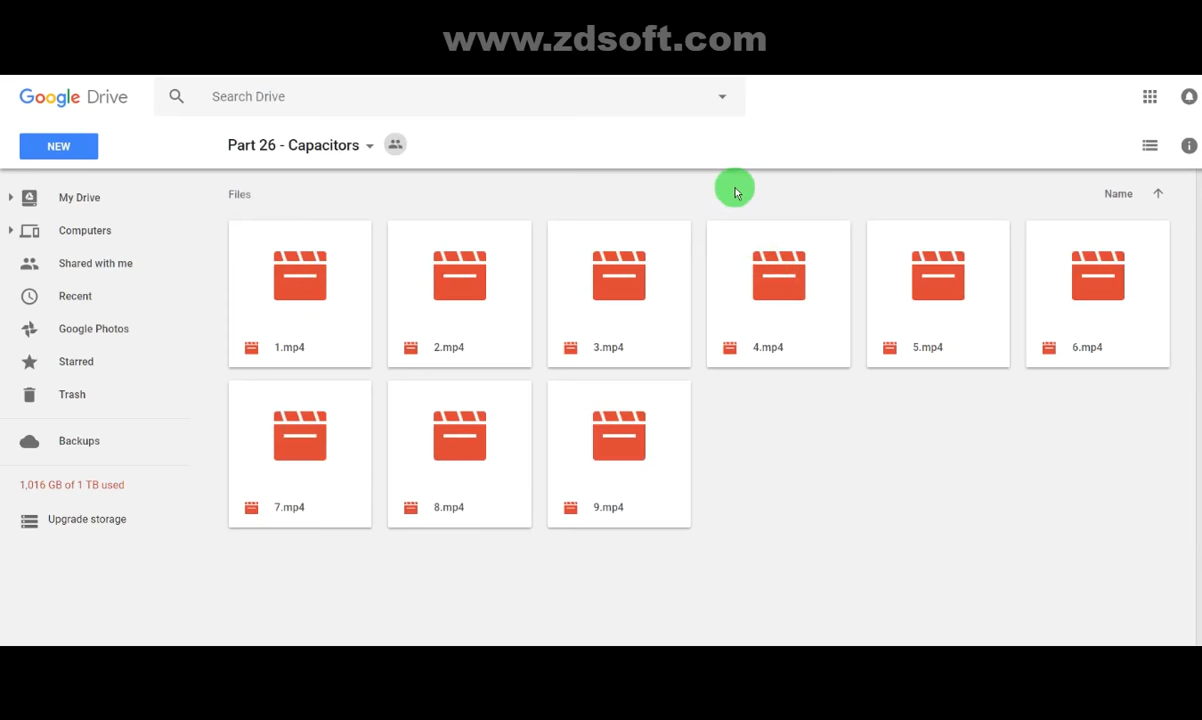 www.zdsoft.com
Google Drive
Search Drive
NEW
Part 26 - Capacitors
My Drive
Files
Name
Computers
Shared with me
Recent
Google Photos
Starred
Trash
Backups
1,016 GB of 1 TB used
Upgrade storage
1.mp4
2.mp4
3.mp4
4.mp4
5.mp4
6.mp4
7.mp4
8.mp4
9.mp4